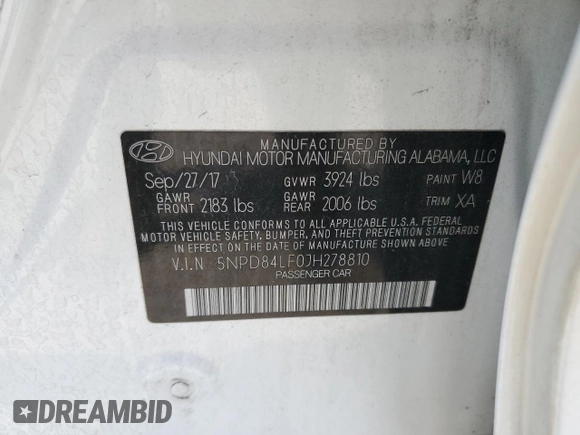 MANUFACTURED BY
HYUNDAI MOTOR MANUFACTURING ALABAMA, LLC
Sep/27/17 GVWR 3924 lbs PAINT W8
GAWR FRONT 2183 lbs GAWR REAR 2006 lbs TRIM XA
THIS VEHICLE CONFORMS TO ALL APPLICABLE U.S.A. FEDERAL
MOTOR VEHICLE SAFETY, BUMPER, AND THEFT PREVENTION STANDARDS
IN EFFECT ON THE DATE OF MANUFACTURE SHOWN ABOVE.
V.I.N 5NPD84LF0JH278810
PASSENGER CAR
DREAMBID